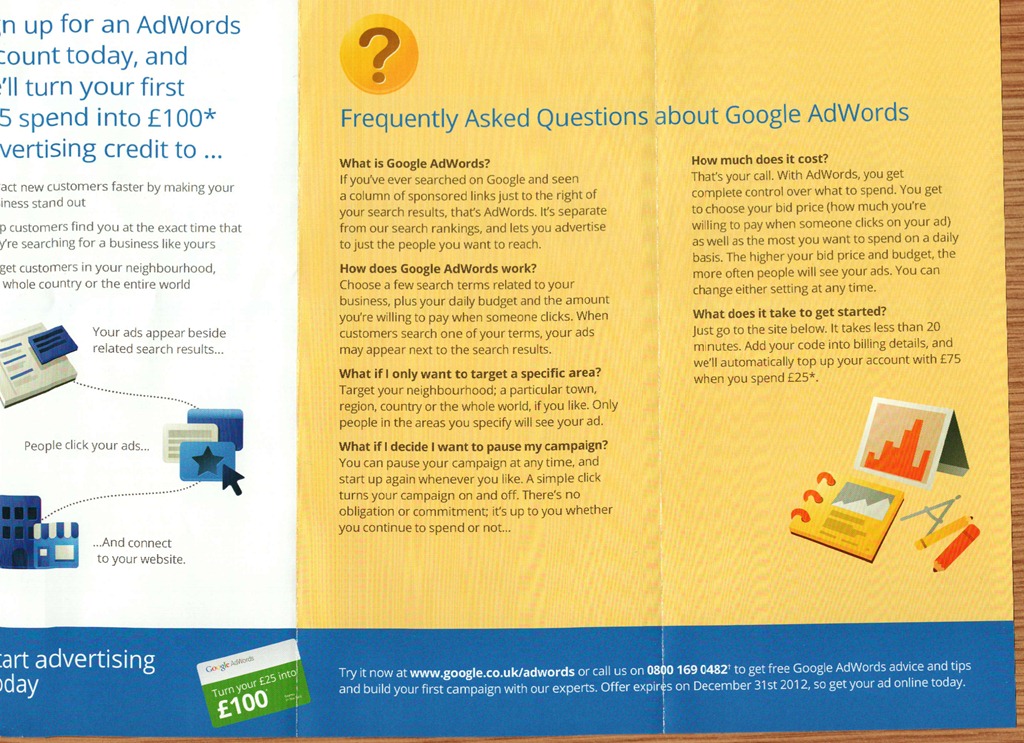 n up for an AdWords
count today, and
'll turn your first
5 spend into £100*
vertising credit to ...
act new customers faster by making your
iness stand out
p customers find you at the exact time that
y're searching for a business like yours
get customers in your neighbourhood,
whole country or the entire world
Your ads appear beside
related search results...
People click your ads...
...And connect
to your website.
tart advertising
oday
Google AdWords
Turn your £25 into
£100
Frequently Asked Questions about Google AdWords
What is Google AdWords?
If you've ever searched on Google and seen
a column of sponsored links just to the right of
your search results, that's AdWords. It's separate
from our search rankings, and lets you advertise
to just the people you want to reach.
How does Google AdWords work?
Choose a few search terms related to your
business, plus your daily budget and the amount
you're willing to pay when someone clicks. When
customers search one of your terms, your ads
may appear next to the search results.
What if I only want to target a specific area?
Target your neighbourhood; a particular town,
region, country or the whole world, if you like. Only
people in the areas you specify will see your ad.
What if I decide I want to pause my campaign?
You can pause your campaign at any time, and
start up again whenever you like. A simple click
turns your campaign on and off. There's no
obligation or commitment; it's up to you whether
you continue to spend or not...
How much does it cost?
That's your call. With AdWords, you get
complete control over what to spend. You get
to choose your bid price (how much you're
willing to pay when someone clicks on your ad)
as well as the most you want to spend on a daily
basis. The higher your bid price and budget, the
more often people will see your ads. You can
change either setting at any time.
What does it take to get started?
Just go to the site below. It takes less than 20
minutes. Add your code into billing details, and
we'll automatically top up your account with £75
when you spend £25*.
Try it now at www.google.co.uk/adwords or call us on 0800 169 0482† to get free Google AdWords advice and tips
and build your first campaign with our experts. Offer expires on December 31st 2012, so get your ad online today.